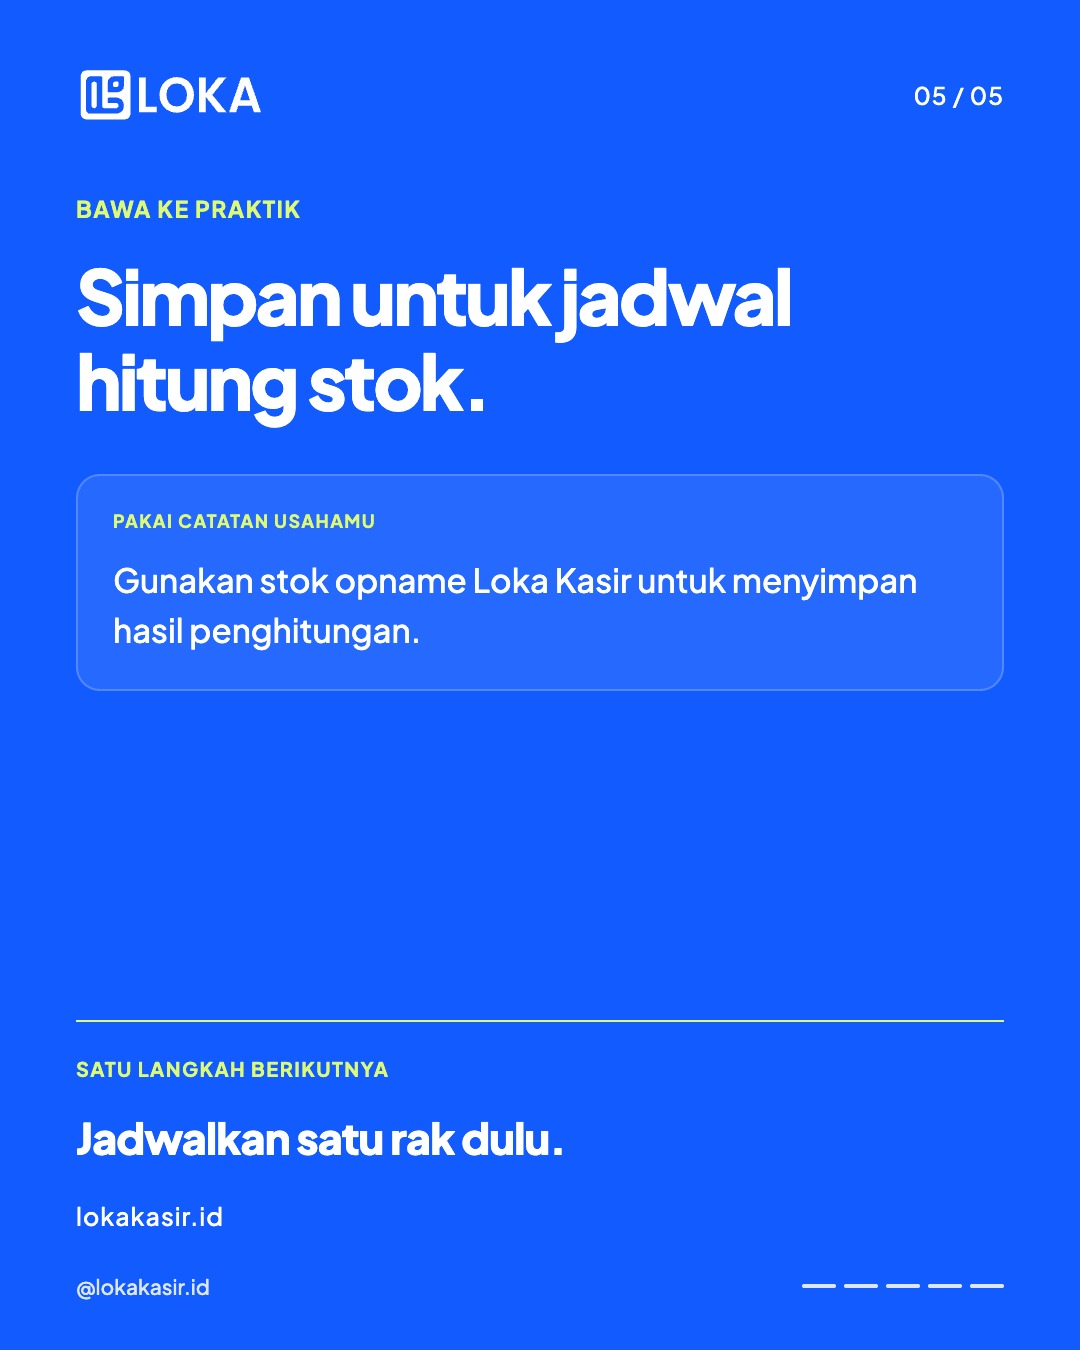 LOKA
05 / 05
BAWA KE PRAKTIK
Simpan untuk jadwal
hitung stok.
PAKAI CATATAN USAHAMU
Gunakan stok opname Loka Kasir untuk menyimpan
hasil penghitungan.
SATU LANGKAH BERIKUTNYA
Jadwalkan satu rak dulu.
lokakasir.id
@lokakasir.id